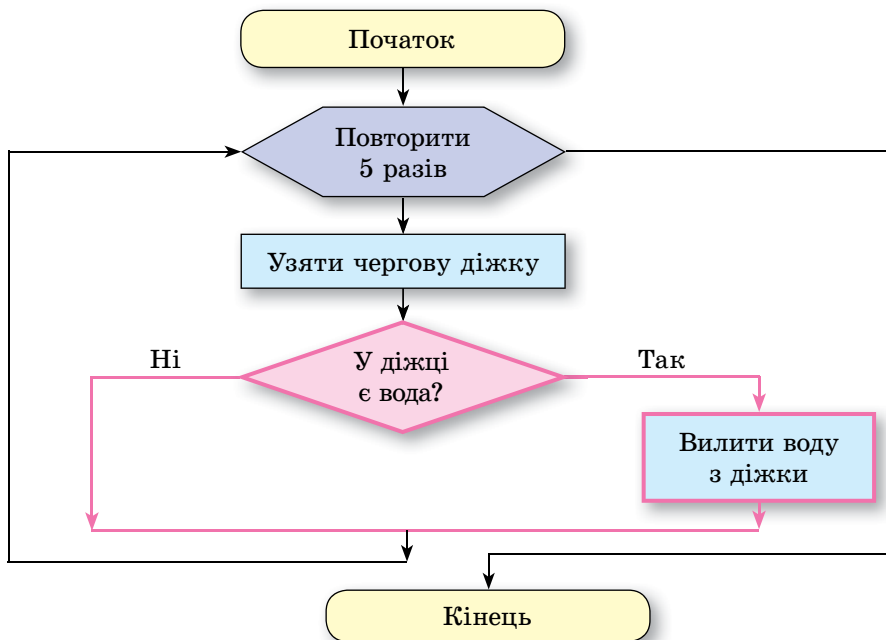 Початок
Повторити
5 разів
Узяти чергову діжку
Ні
У діжці
є вода?
Так
Вилити воду
з діжки
Кінець